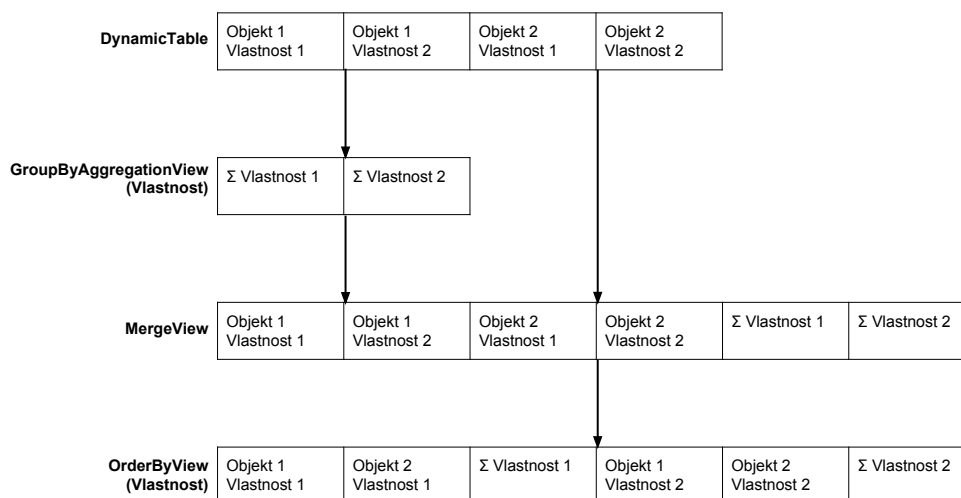 DynamicTable
Objekt 1 Objekt 1 Objekt 2 Objekt 2
Vlastnost 1 Vlastnost 2 Vlastnost 1 Vlastnost 2
GroupByAggregationView
(Vlastnost)
Σ Vlastnost 1 Σ Vlastnost 2
MergeView
Objekt 1 Objekt 1 Objekt 2 Objekt 2 Σ Vlastnost 1 Σ Vlastnost 2
Vlastnost 1 Vlastnost 2 Vlastnost 1 Vlastnost 2
OrderByView
(Vlastnost)
Objekt 1 Objekt 2 Σ Vlastnost 1 Objekt 1 Objekt 2 Σ Vlastnost 2
Vlastnost 1 Vlastnost 1 Vlastnost 2 Vlastnost 2